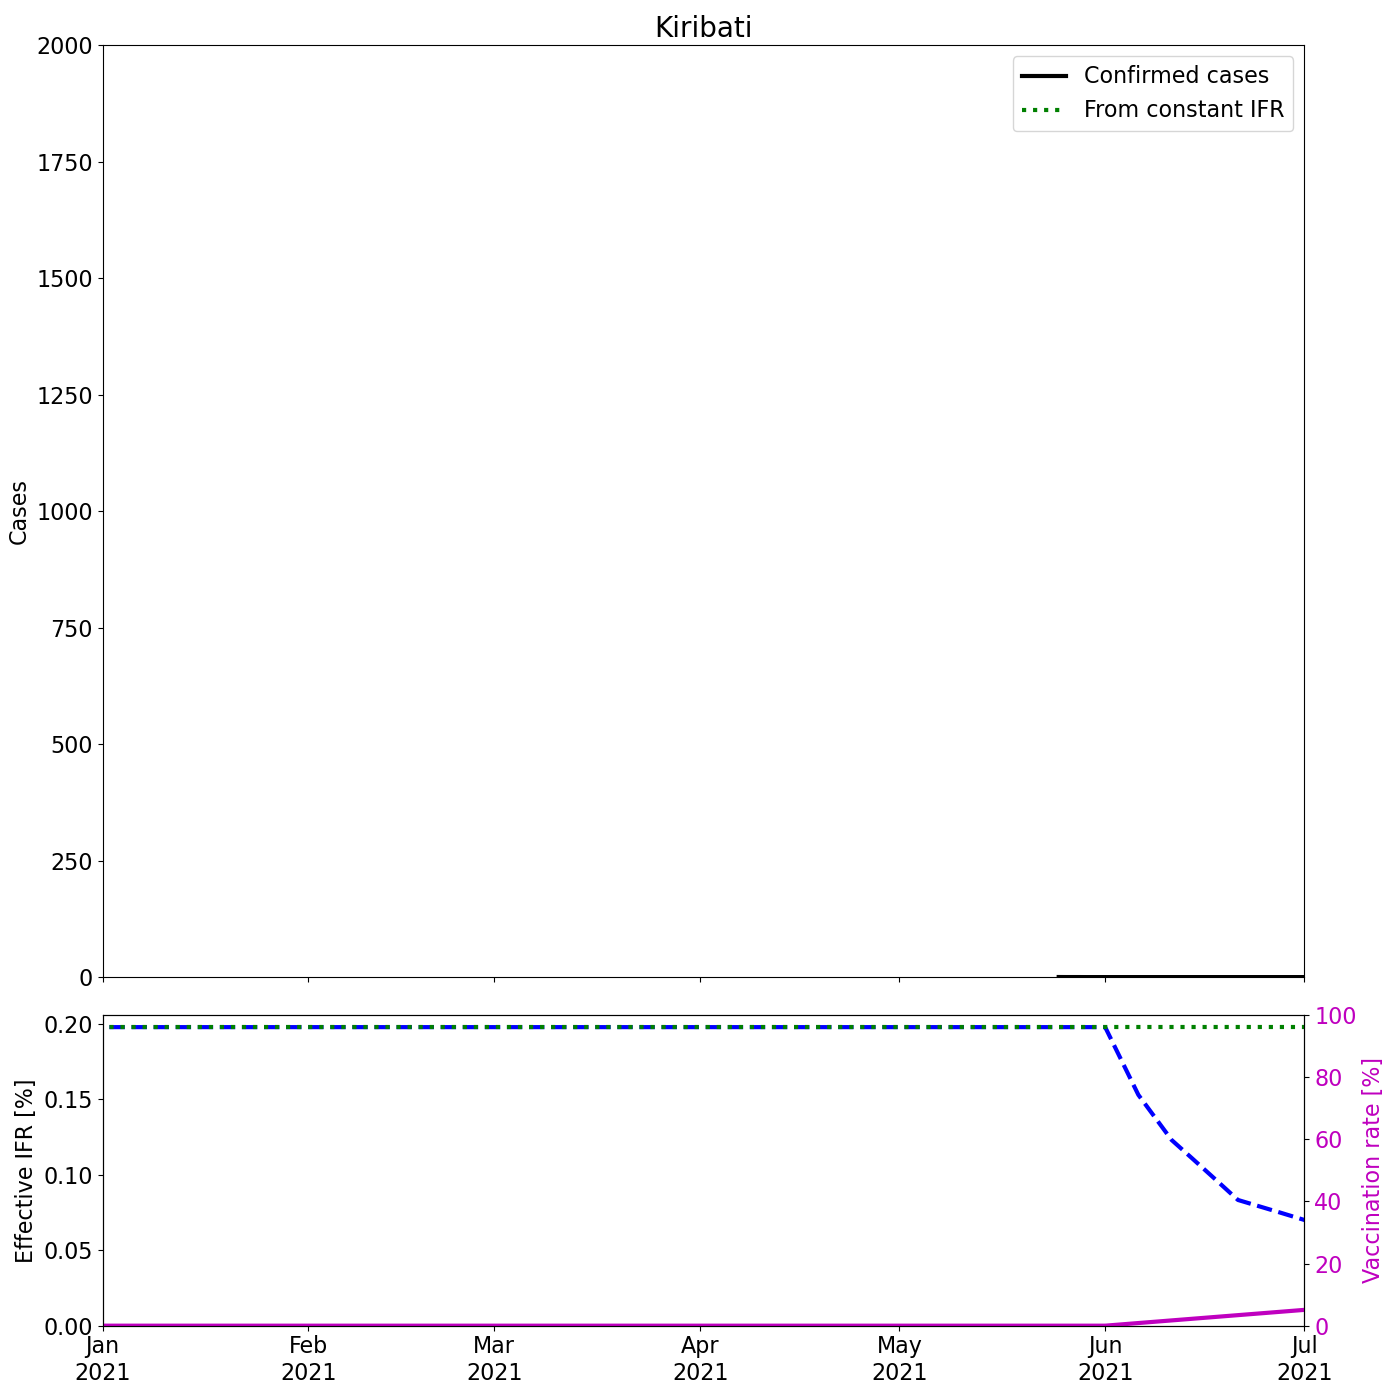 Kiribati
2000
1750
1500
1250
1000
750
500
250
0
Cases
Confirmed cases
From constant IFR
0.20
0.15
0.10
0.05
0.00
Effective IFR [%]
100
80
60
40
20
0
Vaccination rate [%]
Jan Feb Mar Apr May Jun Jul
2021 2021 2021 2021 2021 2021 2021